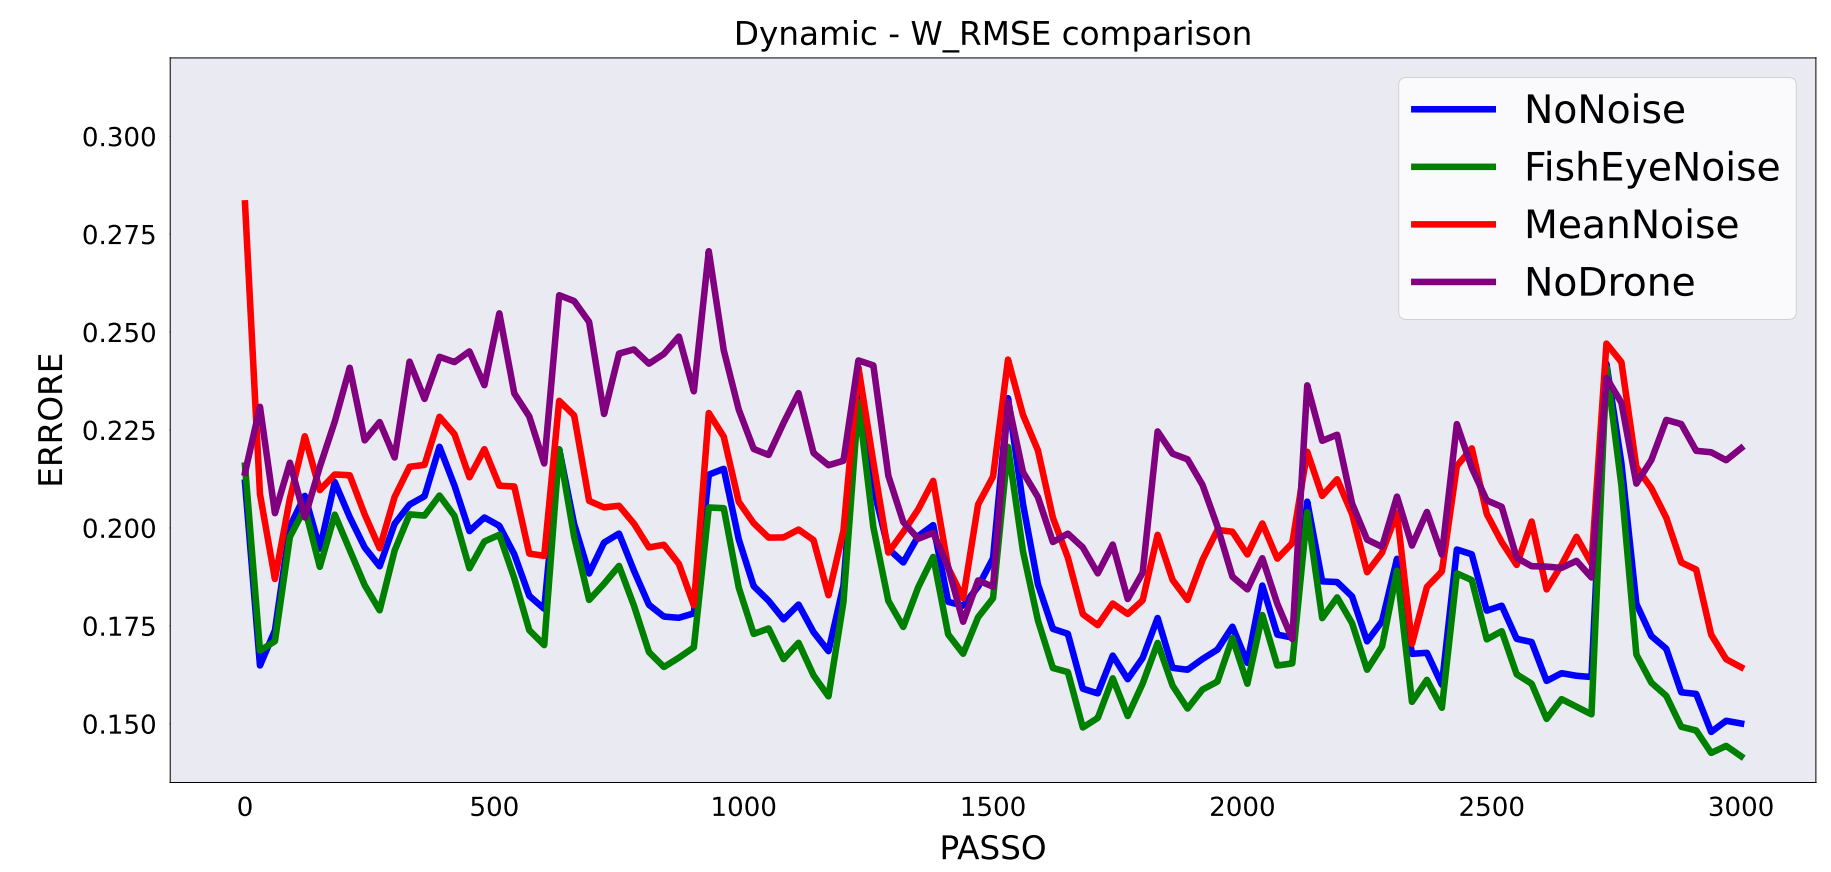 Dynamic - W_RMSE comparison
NoNoise
FishEyeNoise
MeanNoise
NoDrone
ERRORE
0.300
0.275
0.250
0.225
0.200
0.175
0.150
0 500 1000 1500 2000 2500 3000
PASSO